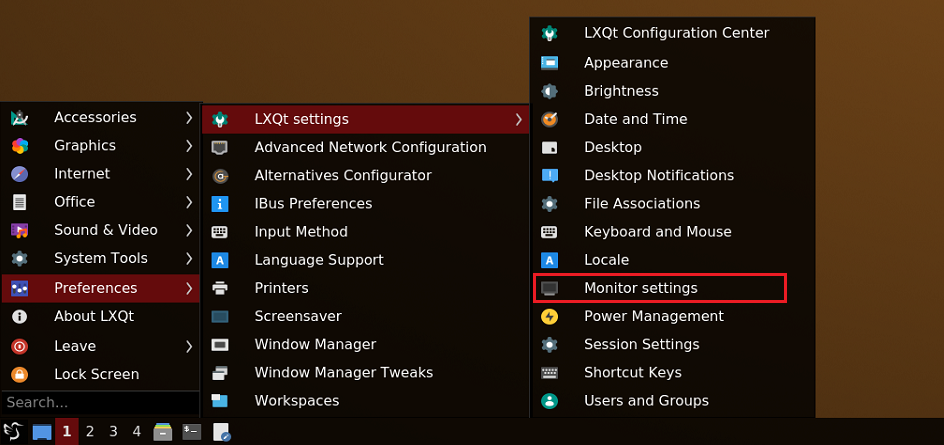 Accessories
Graphics
Internet
Office
Sound & Video
System Tools
Preferences
About LXQt
Leave
Lock Screen
Search...
LXQt settings
Advanced Network Configuration
Alternatives Configurator
IBus Preferences
Input Method
Language Support
Printers
Screensaver
Window Manager
Window Manager Tweaks
Workspaces
LXQt Configuration Center
Appearance
Brightness
Date and Time
Desktop
Desktop Notifications
File Associations
Keyboard and Mouse
Locale
Monitor settings
Power Management
Session Settings
Shortcut Keys
Users and Groups
1 2 3 4